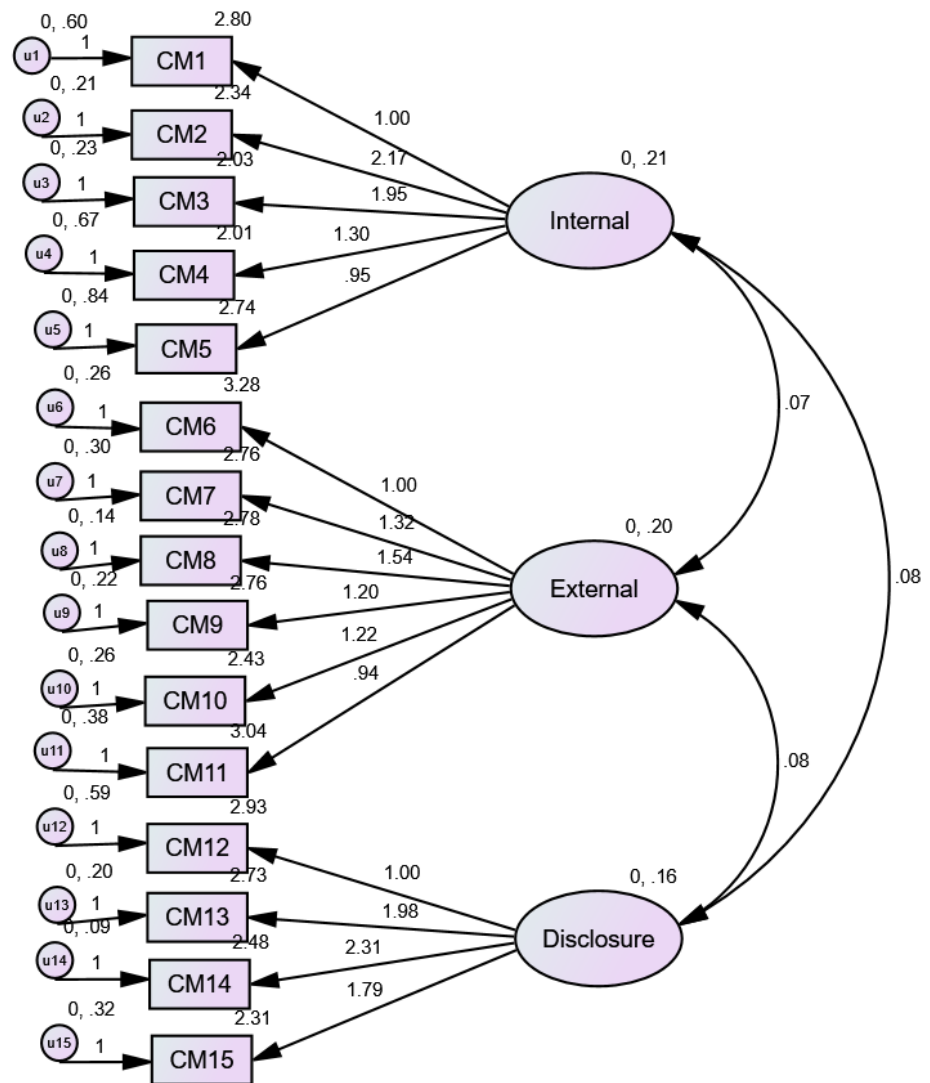 0, .60
2.80
u1
1
CM1
1.00
0, .21
2.34
u2
1
CM2
2.17
0, .23
2.03
u3
1
CM3
1.95
0, .67
2.01
u4
1
CM4
1.30
0, .84
2.74
u5
1
CM5
.95
0, .21
Internal
0, .26
3.28
u6
1
CM6
1.00
0, .30
2.76
u7
1
CM7
1.32
0, .14
2.78
u8
1
CM8
1.54
0, .22
2.76
u9
1
CM9
1.20
0, .26
2.43
u10
1
CM10
1.22
0, .38
3.04
u11
1
CM11
.94
0, .20
External
0, .59
2.93
u12
1
CM12
1.00
0, .20
2.73
u13
1
CM13
1.98
0, .09
2.48
u14
1
CM14
2.31
0, .32
2.31
u15
1
CM15
1.79
0, .16
Disclosure
.07
.08
.08